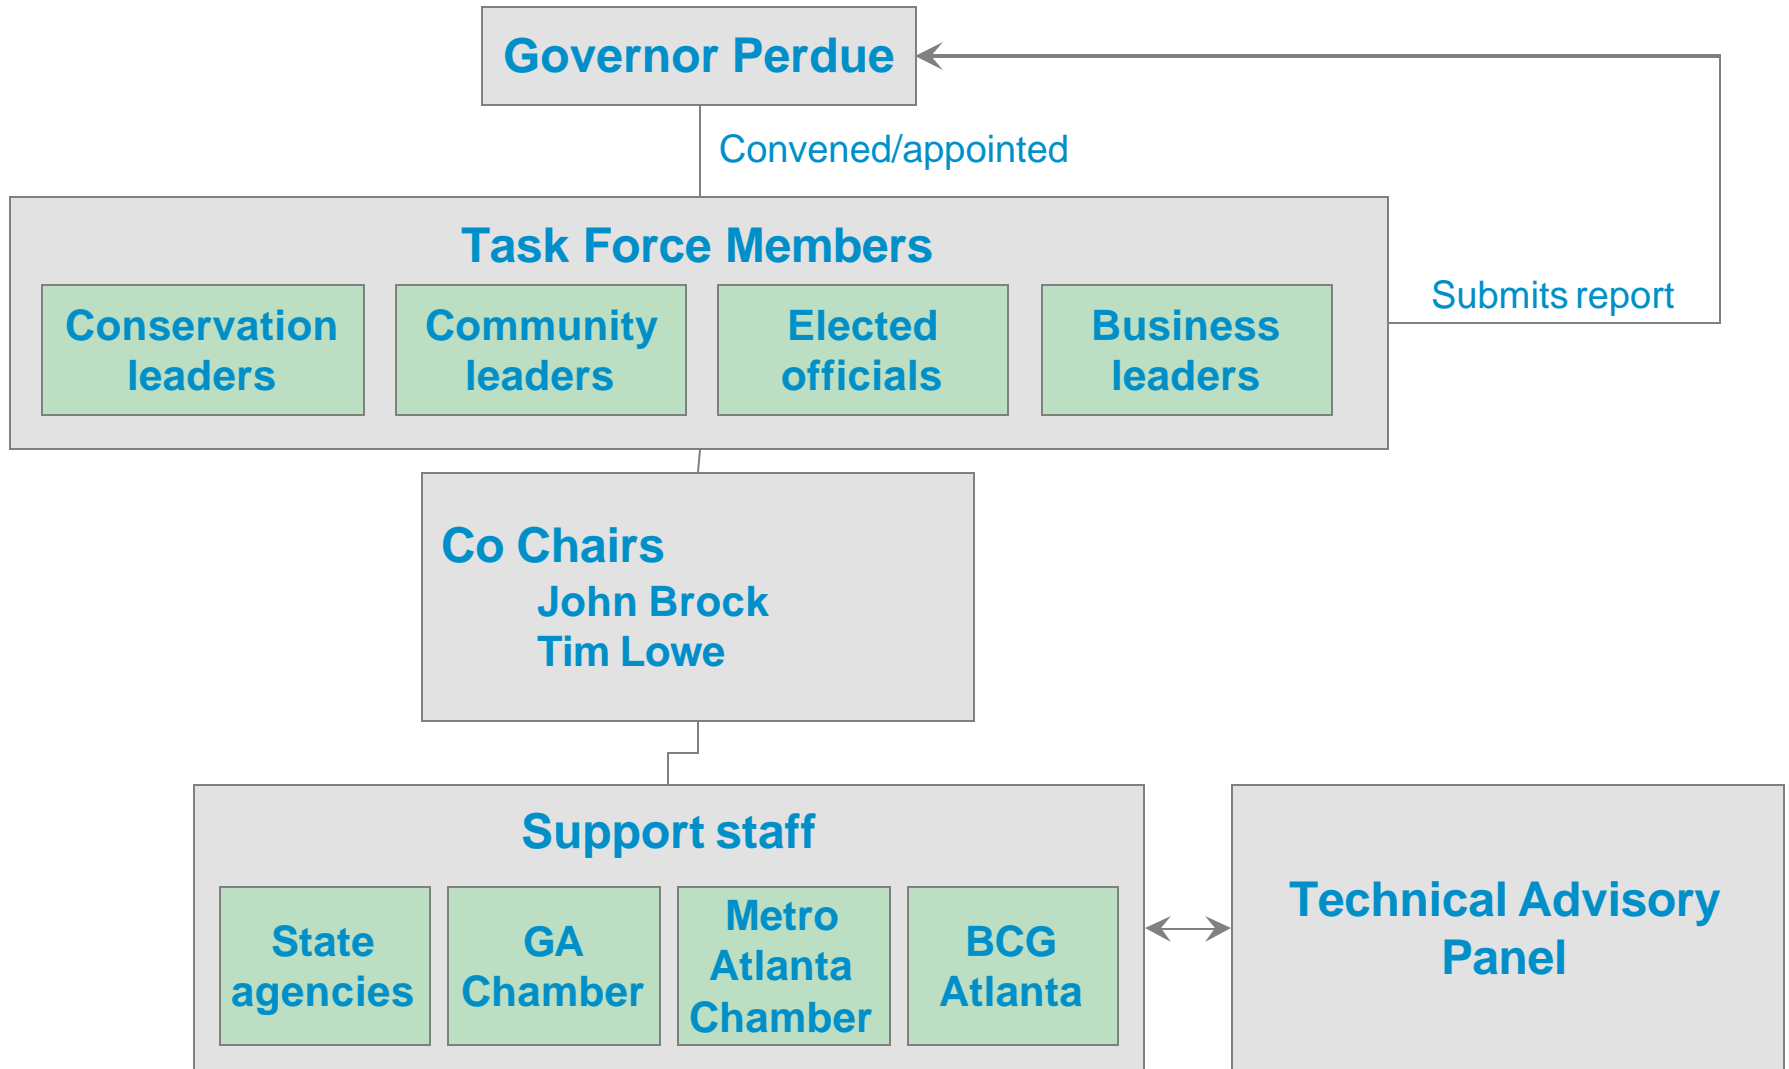 Governor Perdue
Convened/appointed
Task Force Members
Conservation
leaders
Community
leaders
Elected
officials
Business
leaders
Submits report
Co Chairs
John Brock
Tim Lowe
Support staff
State
agencies
GA
Chamber
Metro
Atlanta
Chamber
BCG
Atlanta
Technical Advisory
Panel